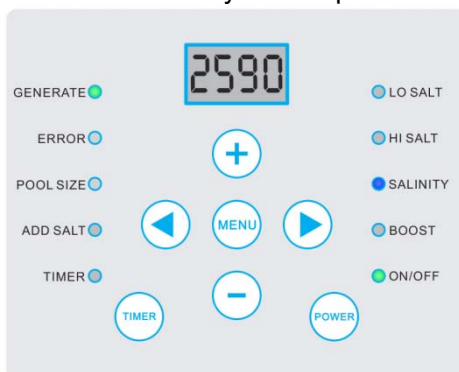 2590
GENERATE
LO SALT
ERROR
HI SALT
POOL SIZE
SALINITY
ADD SALT
MENU
BOOST
TIMER
ON/OFF
TIMER
POWER